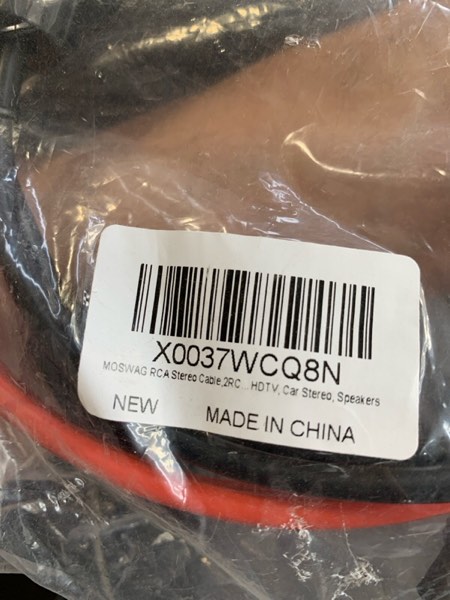 X0037WCQ8N
MOSWAG RCA Stereo Cable,2RC...HDTV, Car Stereo, Speakers
NEW
MADE IN CHINA